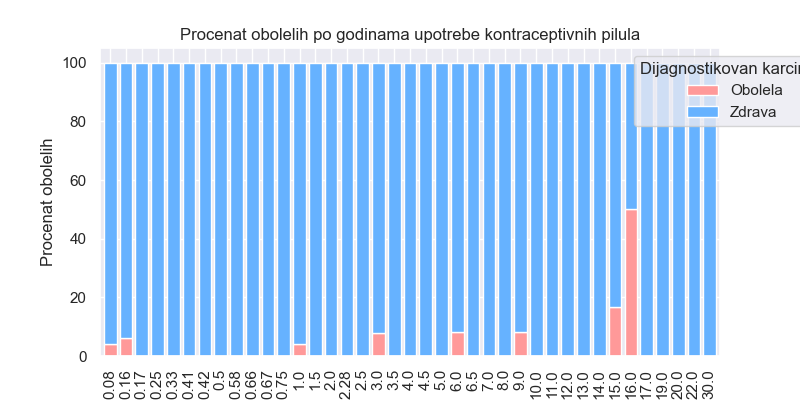 Procenat obolelih po godinama upotrebe kontraceptivnih pilula
Dijagnostikovan karcin
Obolela
Zdrava
Procenat obolelih
100
80
60
40
20
0
0.08 0.16 0.17 0.25 0.33 0.41 0.42 0.5 0.58 0.66 0.67 0.75 1.0 1.5 2.0 2.28 2.5 3.0 3.5 4.0 4.5 5.0 6.0 6.5 7.0 8.0 9.0 10.0 11.0 12.0 13.0 14.0 15.0 16.0 17.0 19.0 20.0 22.0 30.0